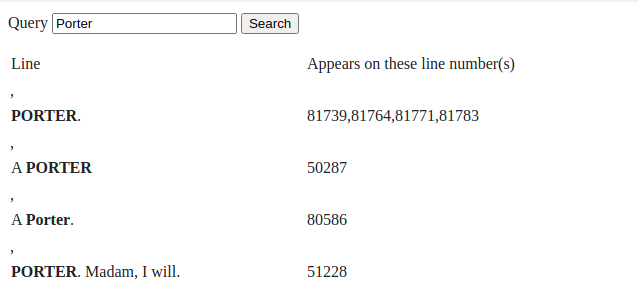 Query Porter Search
Line Appears on these line number(s)
,
PORTER. 81739,81764,81771,81783
,
A PORTER 50287
,
A Porter. 80586
,
PORTER. Madam, I will. 51228